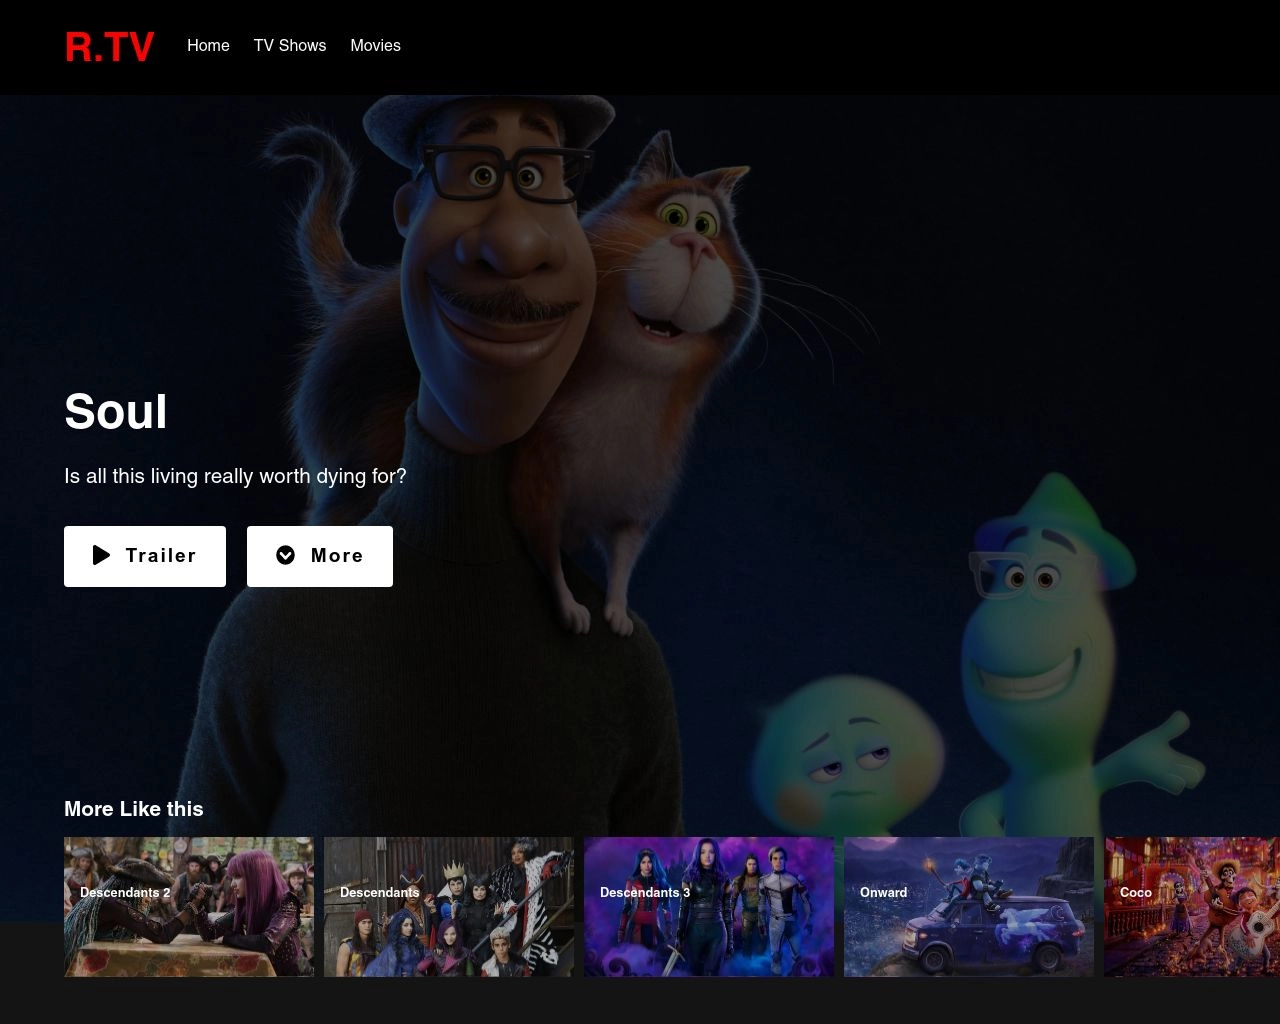 R.TV
Home
TV Shows
Movies
Soul
Is all this living really worth dying for?
Trailer
More
More Like this
Descendants 2
Descendants
Descendants 3
Onward
Coco